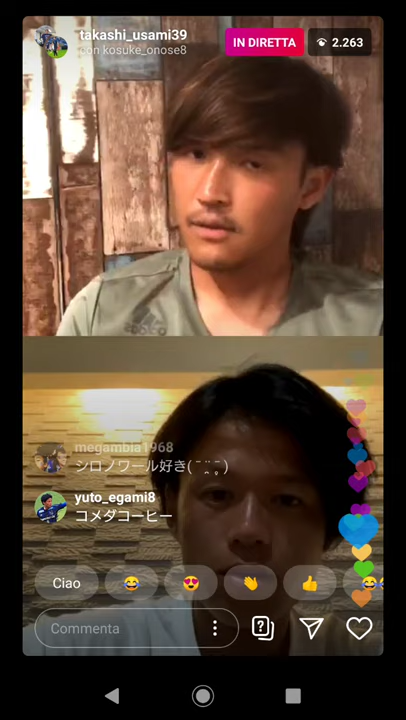 takashi_usami39
con kosuke_onose8
IN DIRETTA
2.263
adidas
megambia1968
シロノワール好き(¯⍨¯)
yuto_egami8
コメダコーヒー
Ciao
Commenta